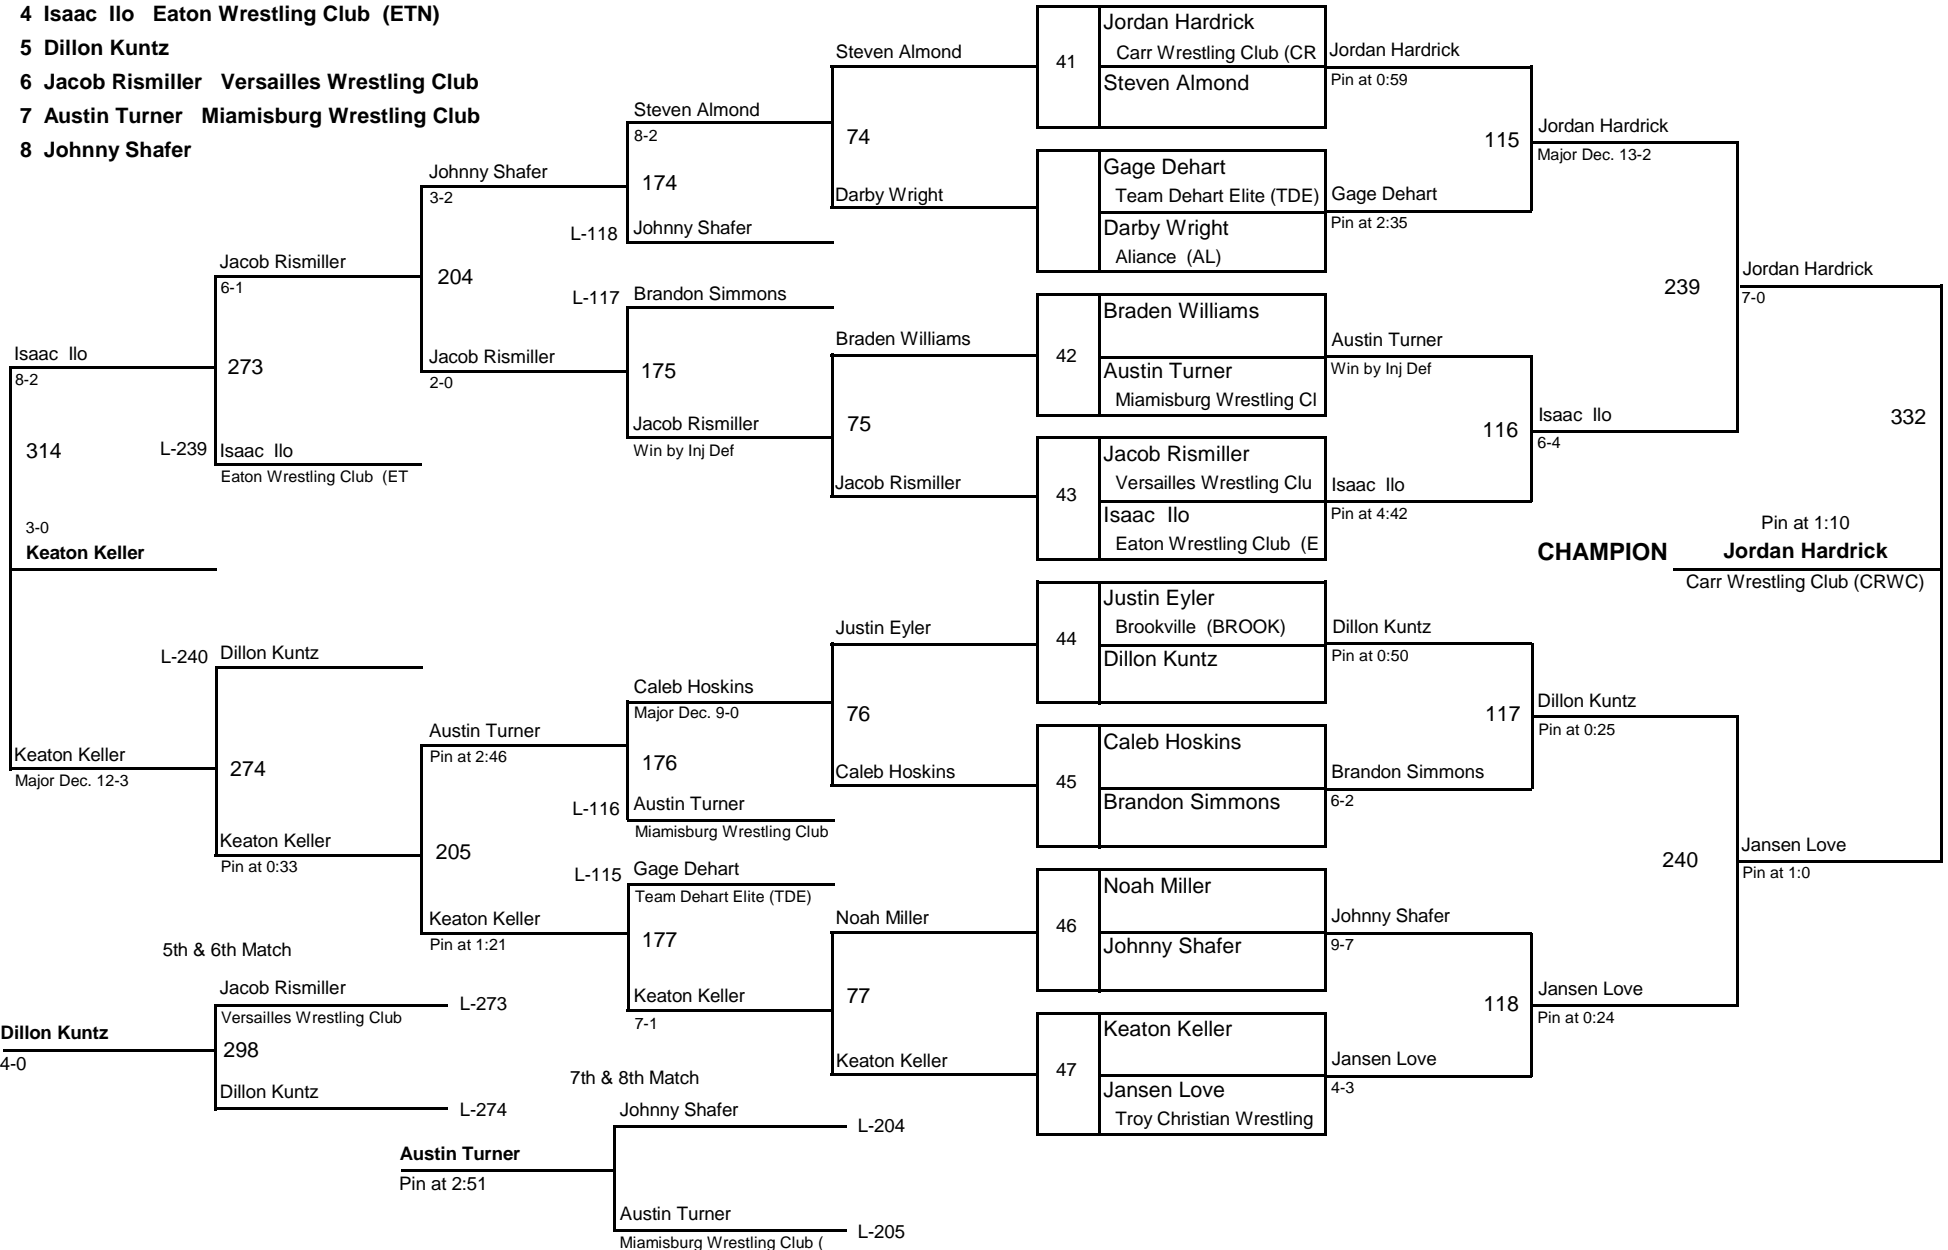 4 Isaac Ilo Eaton Wrestling Club (ETN)
5 Dillon Kuntz
6 Jacob Rismiller Versailles Wrestling Club
7 Austin Turner Miamisburg Wrestling Club
8 Johnny Shafer
Isaac Ilo
8-2
314
3-0
Keaton Keller
Keaton Keller
Major Dec. 12-3
Jacob Rismiller
6-1
273
L-239
Isaac Ilo
Eaton Wrestling Club (ET
L-240
Dillon Kuntz
274
Keaton Keller
Pin at 0:33
Johnny Shafer
3-2
204
Jacob Rismiller
2-0
Austin Turner
Pin at 2:46
205
Keaton Keller
Pin at 1:21
Steven Almond
8-2
174
L-118
Johnny Shafer
L-117
Brandon Simmons
175
Jacob Rismiller
Win by Inj Def
Caleb Hoskins
Major Dec. 9-0
176
L-116
Austin Turner
Miamisburg Wrestling Club
L-115
Gage Dehart
Team Dehart Elite (TDE)
177
Keaton Keller
7-1
Steven Almond
74
Darby Wright
Braden Williams
75
Jacob Rismiller
Justin Eyler
76
Caleb Hoskins
Noah Miller
77
Keaton Keller
41
Jordan Hardrick
Carr Wrestling Club (CR
Steven Almond
Gage Dehart
Team Dehart Elite (TDE)
Darby Wright
Aliance (AL)
42
Braden Williams
Austin Turner
Miamisburg Wrestling Cl
43
Jacob Rismiller
Versailles Wrestling Clu
Isaac Ilo
Eaton Wrestling Club (E
44
Justin Eyler
Brookville (BROOK)
Dillon Kuntz
45
Caleb Hoskins
Brandon Simmons
46
Noah Miller
Johnny Shafer
47
Keaton Keller
Jansen Love
Troy Christian Wrestling
Jordan Hardrick
Pin at 0:59
115
Gage Dehart
Pin at 2:35
Austin Turner
Win by Inj Def
116
Isaac Ilo
Pin at 4:42
Dillon Kuntz
Pin at 0:50
117
Brandon Simmons
6-2
Johnny Shafer
9-7
118
Jansen Love
4-3
Jordan Hardrick
Major Dec. 13-2
239
Isaac Ilo
6-4
Dillon Kuntz
Pin at 0:25
240
Jansen Love
Pin at 0:24
Jordan Hardrick
7-0
332
Jansen Love
Pin at 1:0
Pin at 1:10
CHAMPION Jordan Hardrick
Carr Wrestling Club (CRWC)
5th & 6th Match
Jacob Rismiller
L-273
Versailles Wrestling Club
Dillon Kuntz
4-0
298
Dillon Kuntz
L-274
7th & 8th Match
Johnny Shafer
L-204
Austin Turner
Pin at 2:51
Austin Turner
L-205
Miamisburg Wrestling Club (